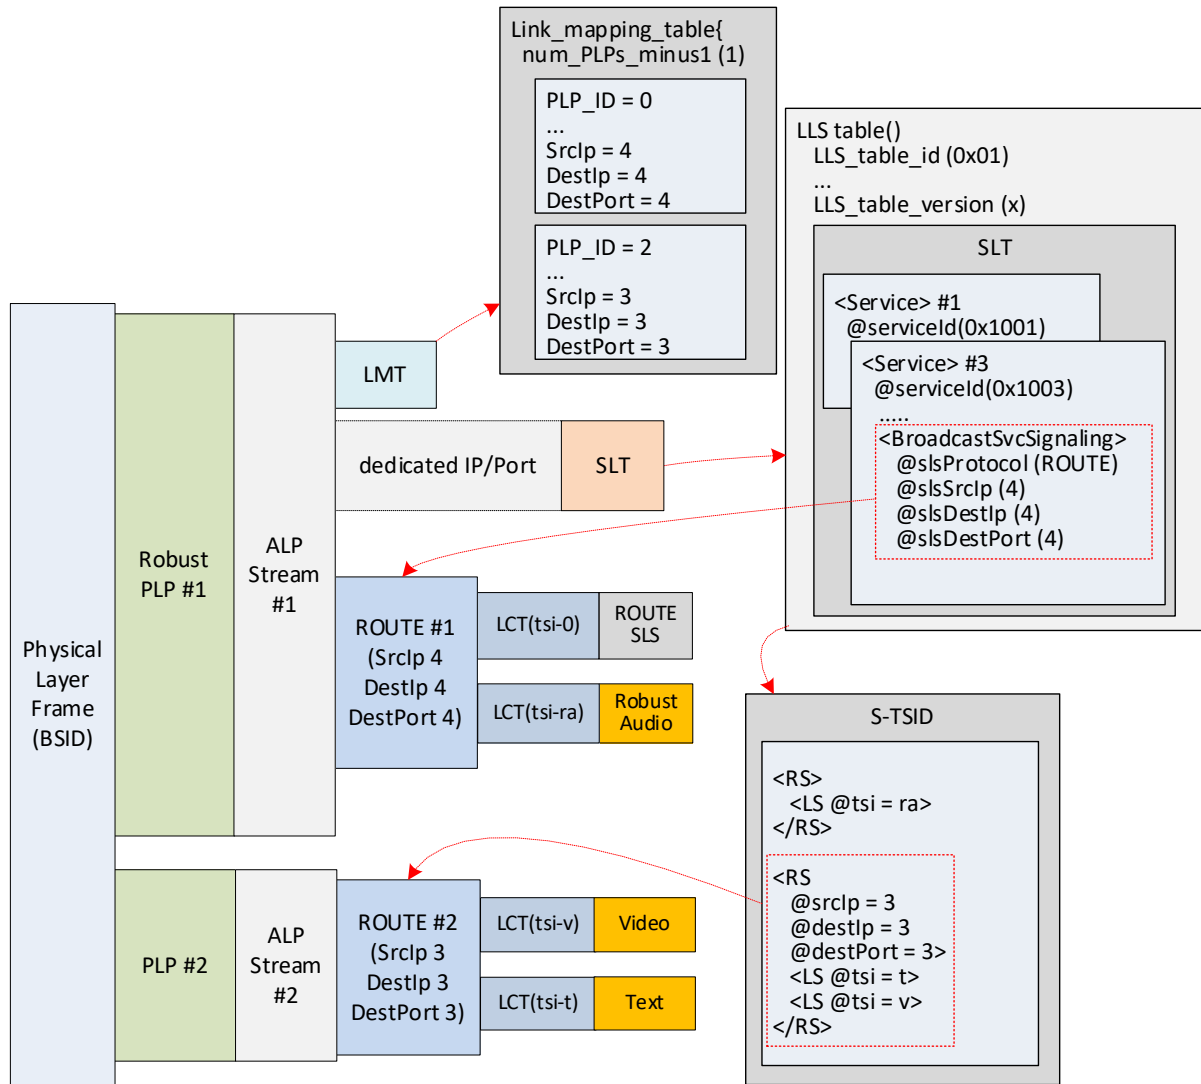 Link_mapping_table{
num_PLPs_minus1 (1)
PLP_ID = 0
...
SrcIp = 4
DestIp = 4
DestPort = 4
PLP_ID = 2
...
SrcIp = 3
DestIp = 3
DestPort = 3
LLS table()
LLS_table_id (0x01)
...
LLS_table_version (x)
SLT
<Service> #1
@serviceId(0x1001)
<Service> #3
@serviceId(0x1003)
.....
<BroadcastSvcSignaling>
@slsProtocol (ROUTE)
@slsSrcIp (4)
@slsDestIp (4)
@slsDestPort (4)
Physical
Layer
Frame
(BSID)
Robust
PLP #1
ALP
Stream
#1
LMT
dedicated IP/Port
SLT
ROUTE #1
(SrcIp 4
DestIp 4
DestPort 4)
LCT(tsi-0)
ROUTE
SLS
LCT(tsi-ra)
Robust
Audio
PLP #2
ALP
Stream
#2
ROUTE #2
(SrcIp 3
DestIp 3
DestPort 3)
LCT(tsi-v)
Video
LCT(tsi-t)
Text
S-TSID
<RS>
<LS @tsi = ra>
</RS>
<RS
@srcIp = 3
@destIp = 3
@destPort = 3>
<LS @tsi = t>
<LS @tsi = v>
</RS>